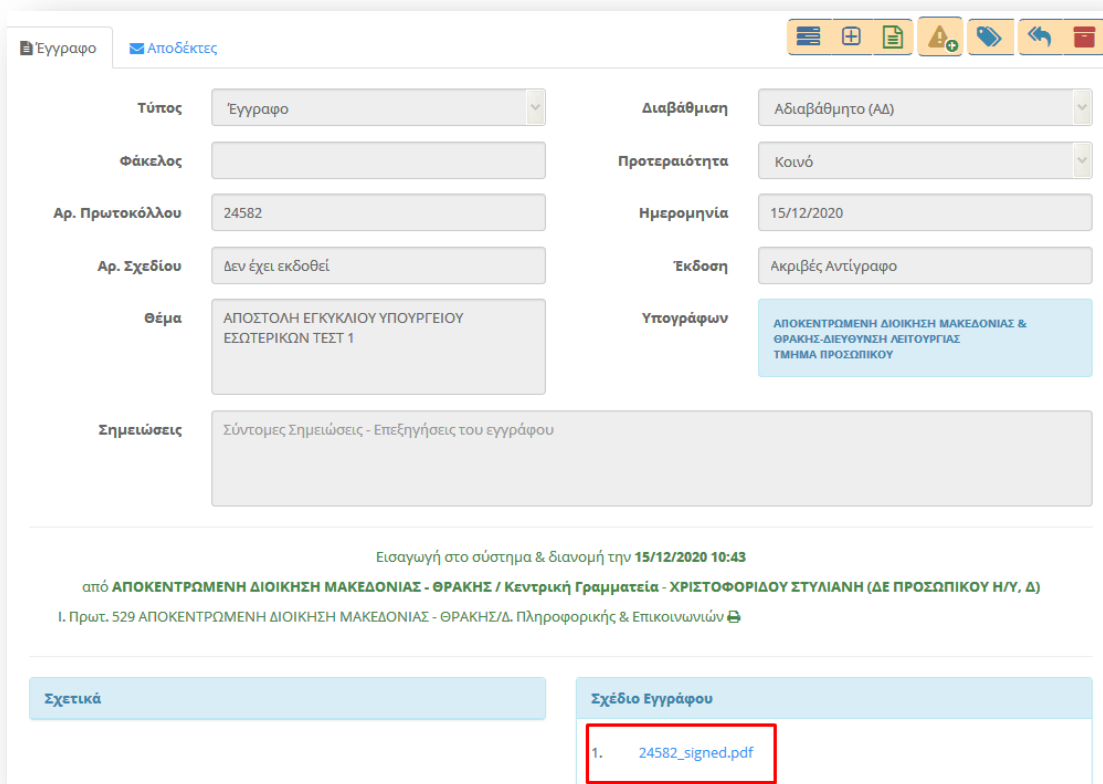 Έγγραφο
Αποδέκτες
Τύπος Έγγραφο Διαβάθμιση Αδιαβάθμητο (ΑΔ)
Φάκελος Προτεραιότητα Κοινό
Αρ. Πρωτοκόλλου 24582 Ημερομηνία 15/12/2020
Αρ. Σχεδίου Δεν έχει εκδοθεί Έκδοση Ακριβές Αντίγραφο
Θέμα ΑΠΟΣΤΟΛΗ ΕΓΚΥΚΛΙΟΥ ΥΠΟΥΡΓΕΙΟΥ
ΕΣΩΤΕΡΙΚΩΝ ΤΕΣΤ 1
Υπογράφων ΑΠΟΚΕΝΤΡΩΜΕΝΗ ΔΙΟΙΚΗΣΗ ΜΑΚΕΔΟΝΙΑΣ &
ΘΡΑΚΗΣ-ΔΙΕΥΘΥΝΣΗ ΛΕΙΤΟΥΡΓΙΑΣ
ΤΜΗΜΑ ΠΡΟΣΩΠΙΚΟΥ
Σημειώσεις Σύντομες Σημειώσεις - Επεξηγήσεις του εγγράφου
Εισαγωγή στο σύστημα & διανομή την 15/12/2020 10:43
από ΑΠΟΚΕΝΤΡΩΜΕΝΗ ΔΙΟΙΚΗΣΗ ΜΑΚΕΔΟΝΙΑΣ - ΘΡΑΚΗΣ / Κεντρική Γραμματεία - ΧΡΙΣΤΟΦΟΡΙΔΟΥ ΣΤΥΛΙΑΝΗ (ΔΕ ΠΡΟΣΩΠΙΚΟΥ Η/Υ, Δ)
Ι. Πρωτ. 529 ΑΠΟΚΕΝΤΡΩΜΕΝΗ ΔΙΟΙΚΗΣΗ ΜΑΚΕΔΟΝΙΑΣ - ΘΡΑΚΗΣ/Δ. Πληροφορικής & Επικοινωνιών
Σχετικά
Σχέδιο Εγγράφου
1. 24582_signed.pdf